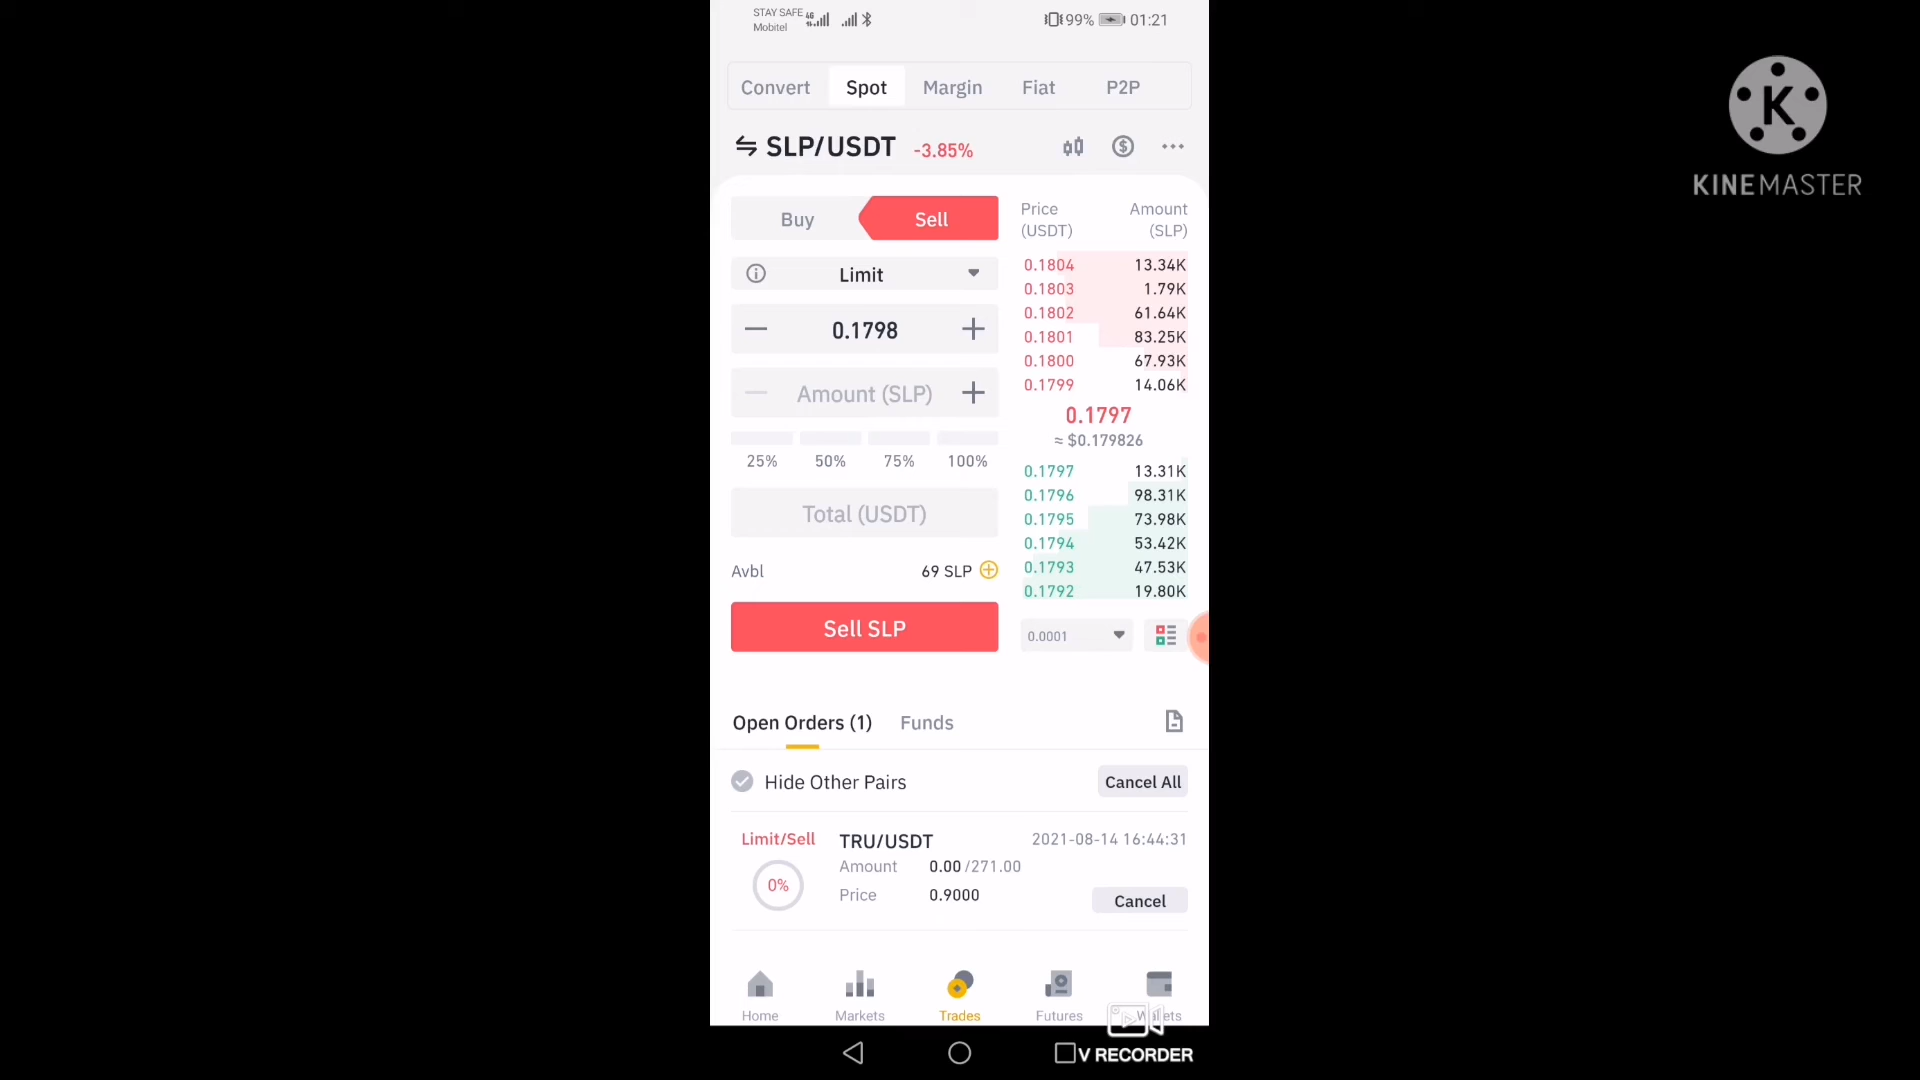 STAY SAFE
Mobitel
4G
99% 01:21
Convert Spot Margin Fiat P2P
SLP/USDT -3.85%
Buy Sell
Limit
0.1798
Amount (SLP)
25% 50% 75% 100%
Total (USDT)
Avbl 69 SLP
Sell SLP
Price Amount
(USDT) (SLP)
0.1804 13.34K
0.1803 1.79K
0.1802 61.64K
0.1801 83.25K
0.1800 67.93K
0.1799 14.06K
0.1797
≈ $0.179826
0.1797 13.31K
0.1796 98.31K
0.1795 73.98K
0.1794 53.42K
0.1793 47.53K
0.1792 19.80K
0.0001
Open Orders (1) Funds
Hide Other Pairs Cancel All
Limit/Sell TRU/USDT 2021-08-14 16:44:31
Amount 0.00 /271.00
0% Price 0.9000
Cancel
Home Markets Trades Futures Wallets
V RECORDER
K
KINEMASTER